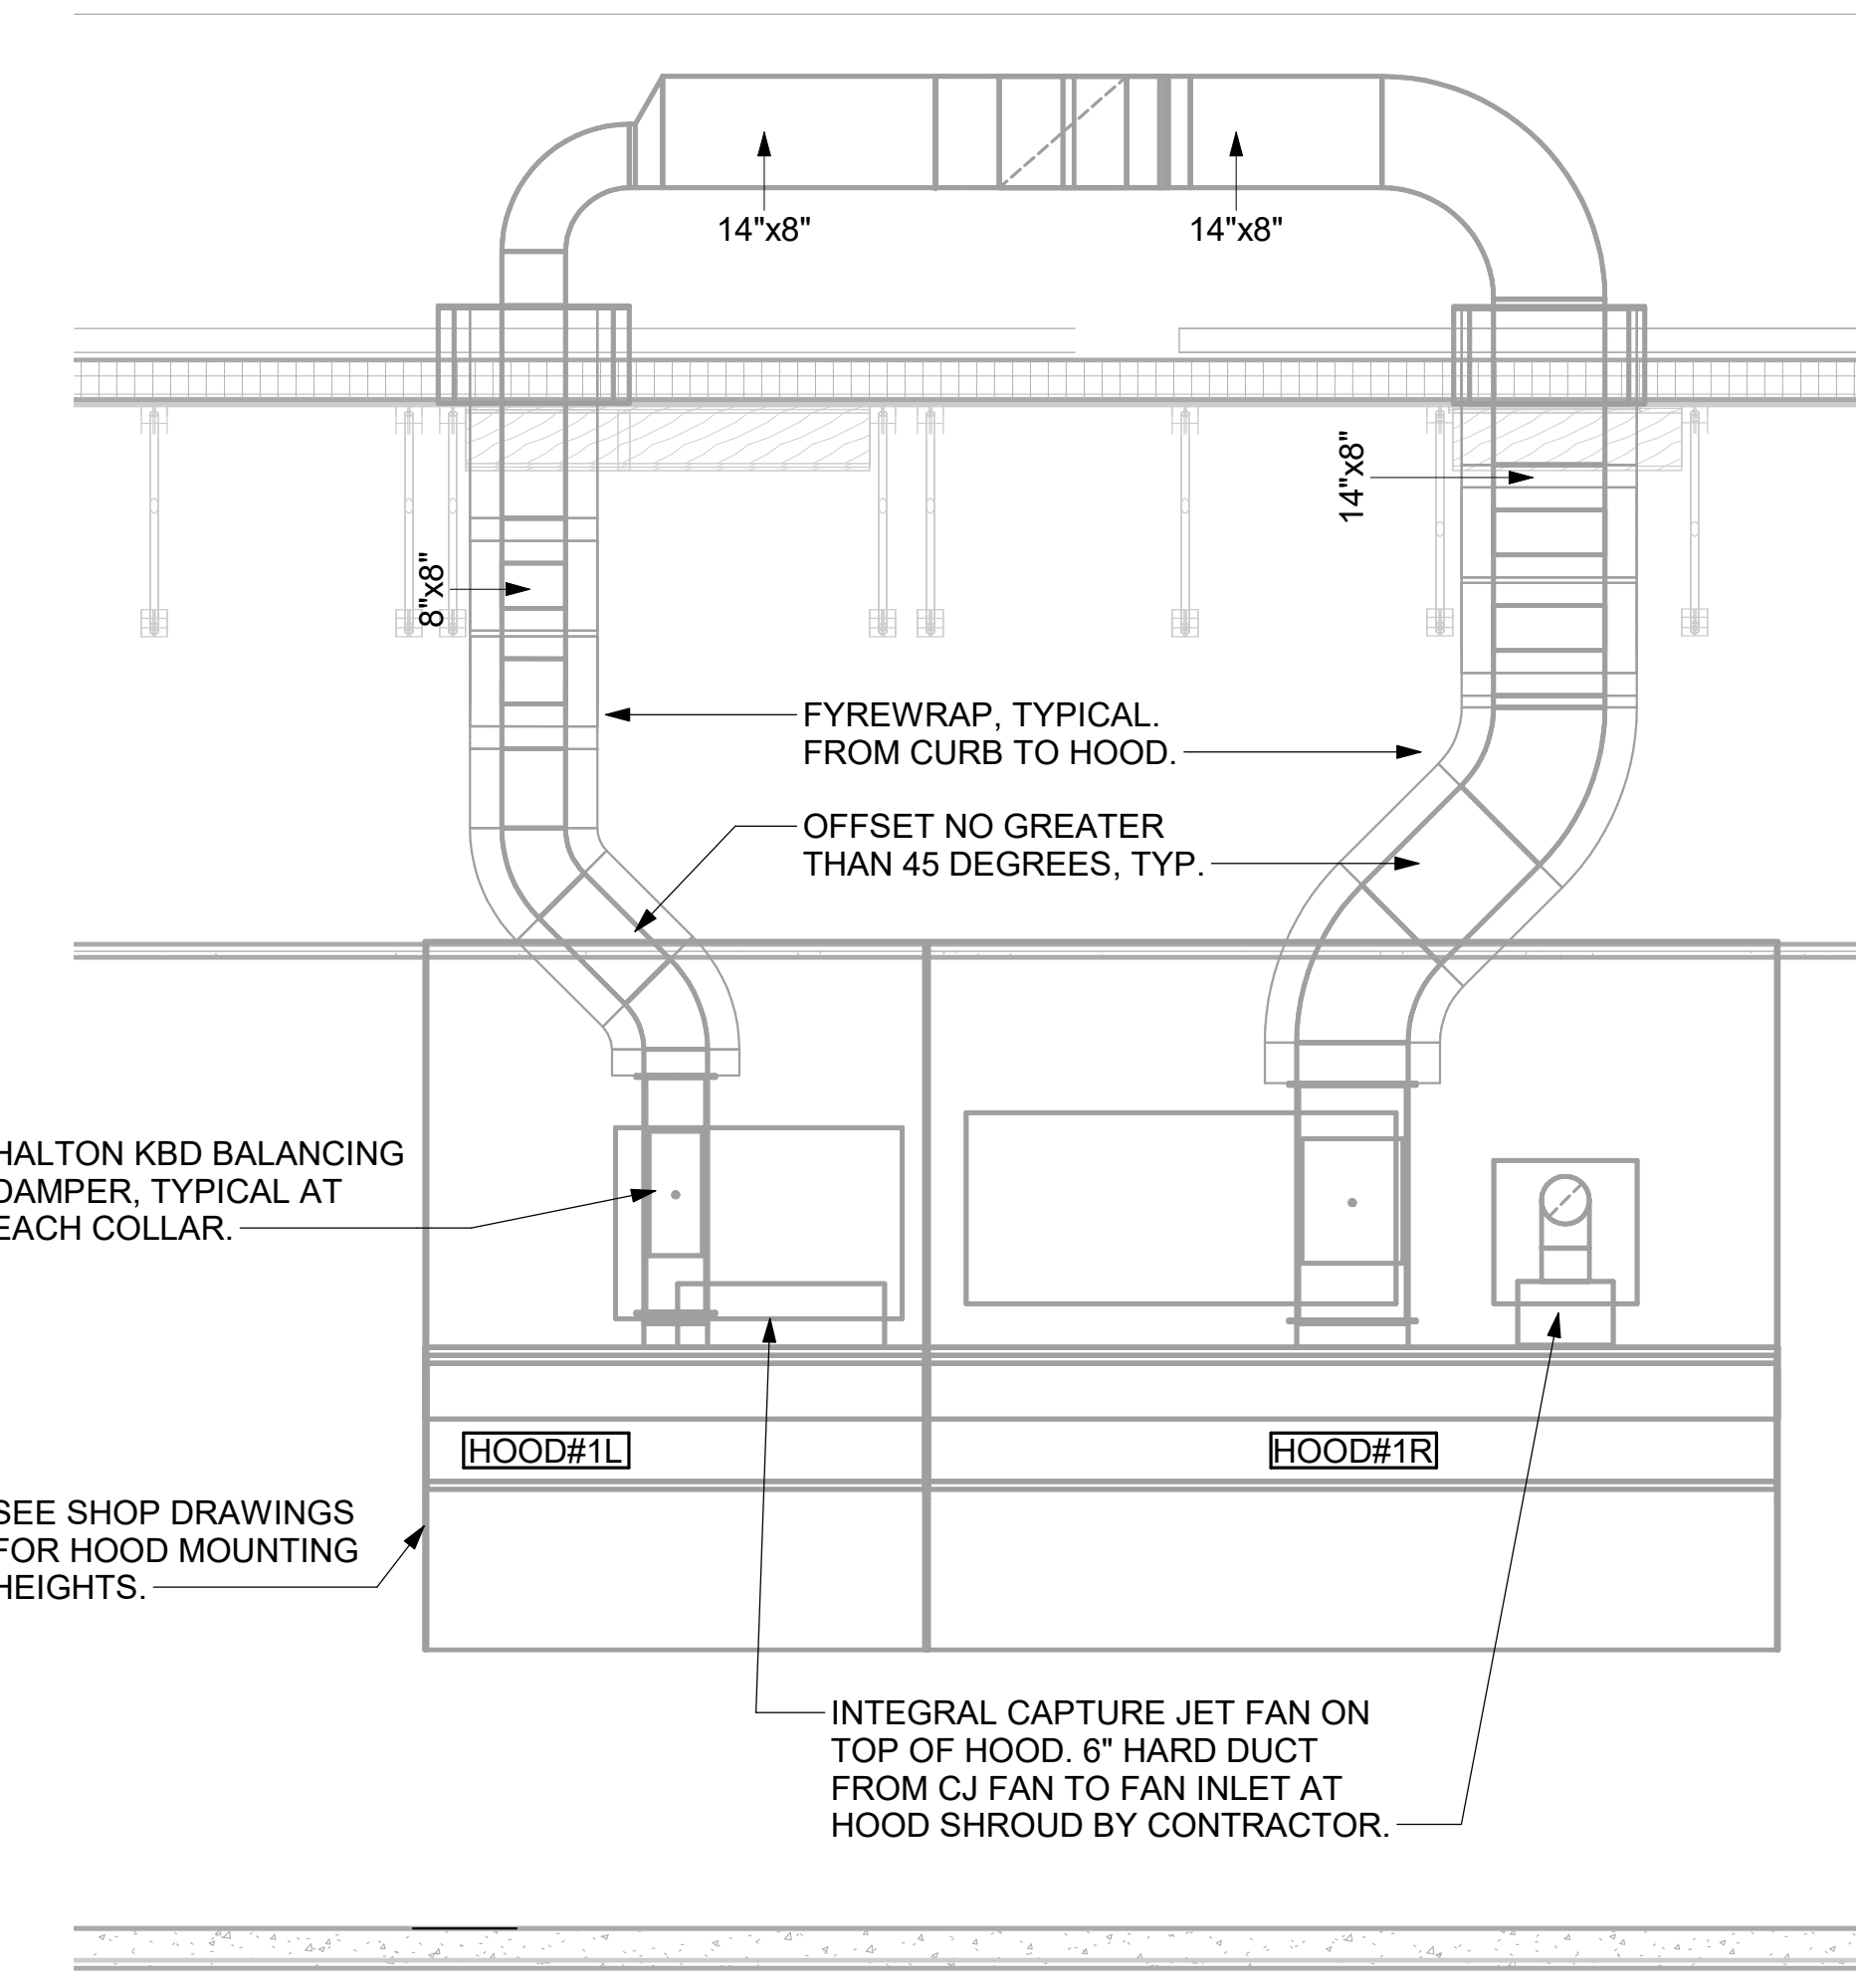 14"x8"
14"x8"
14"x8"
8"x8"
FYREWRAP, TYPICAL.
FROM CURB TO HOOD.
OFFSET NO GREATER
THAN 45 DEGREES, TYP.
HALTON KBD BALANCING
DAMPER, TYPICAL AT
EACH COLLAR.
HOOD#1L
HOOD#1R
SEE SHOP DRAWINGS
FOR HOOD MOUNTING
HEIGHTS.
INTEGRAL CAPTURE JET FAN ON
TOP OF HOOD. 6" HARD DUCT
FROM CJ FAN TO FAN INLET AT
HOOD SHROUD BY CONTRACTOR.